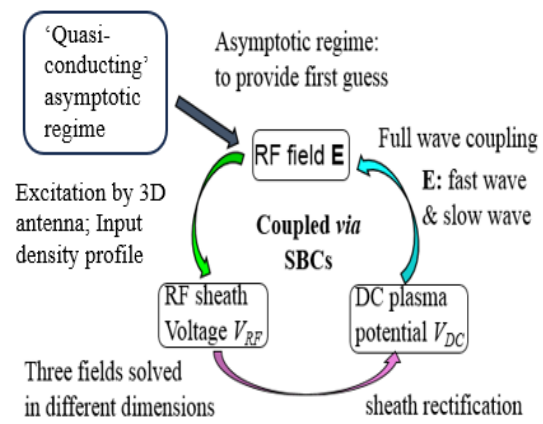 ‘Quasi-
conducting’
asymptotic
regime
Asymptotic regime:
to provide first guess
RF field E
Full wave coupling
E: fast wave
& slow wave
Excitation by 3D
antenna; Input
density profile
Coupled via
SBCs
RF sheath
Voltage VRF
DC plasma
potential VDC
Three fields solved
in different dimensions
sheath rectification